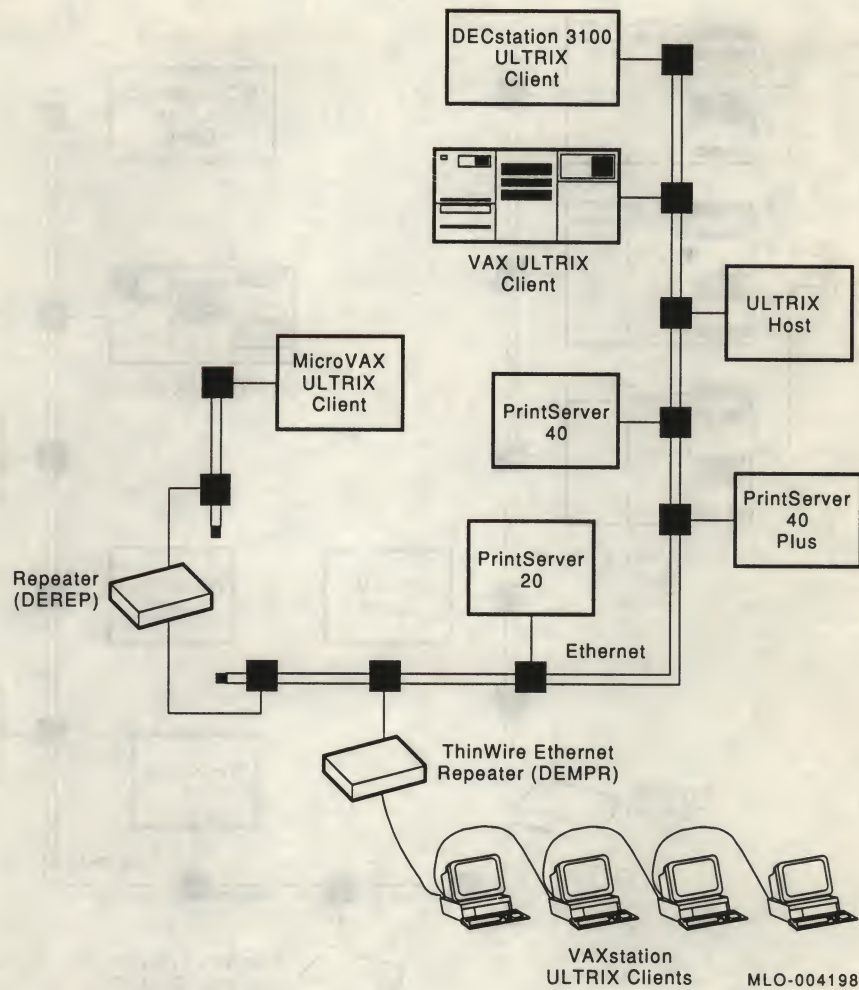 DECstation 3100
ULTRIX
Client
VAX ULTRIX
Client
ULTRIX
Host
MicroVAX
ULTRIX
Client
PrintServer
40
PrintServer
40
Plus
PrintServer
20
Repeater
(DEREP)
Ethernet
ThinWire Ethernet
Repeater (DEMPR)
VAXstation
ULTRIX Clients
MLO-004198